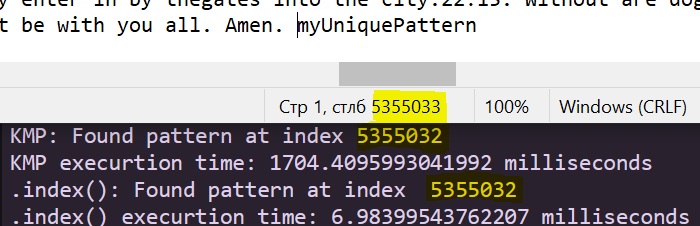 y enter in by thegates into the city.22.15. Without are dog
t be with you all. Amen. myUniquePattern
Стр 1, стлб 5355033 100% Windows (CRLF)
KMP: Found pattern at index 5355032
KMP execurtion time: 1704.4095993041992 milliseconds
.index(): Found pattern at index 5355032
.index() execurtion time: 6.98399543762207 milliseconds